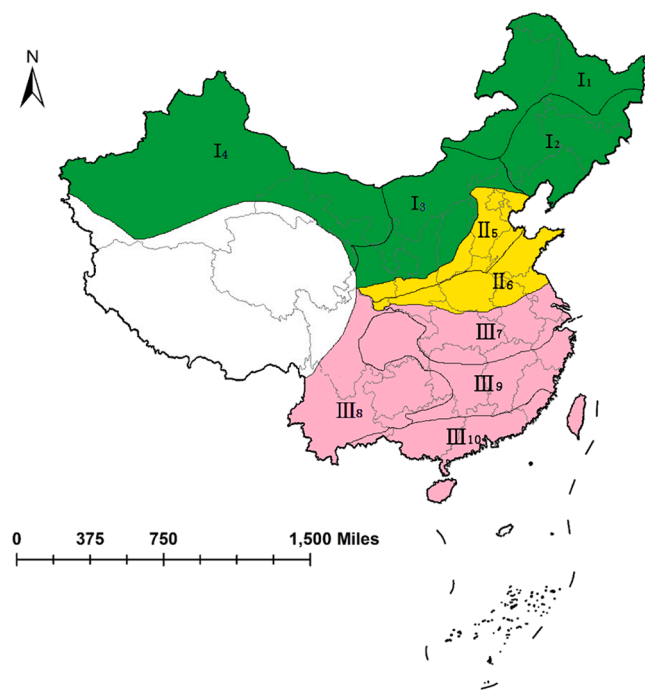 N
I₁
I₂
I₄
I₃
II₅
II₆
III₇
III₉
III₈
III₁₀
0 375 750 1,500 Miles